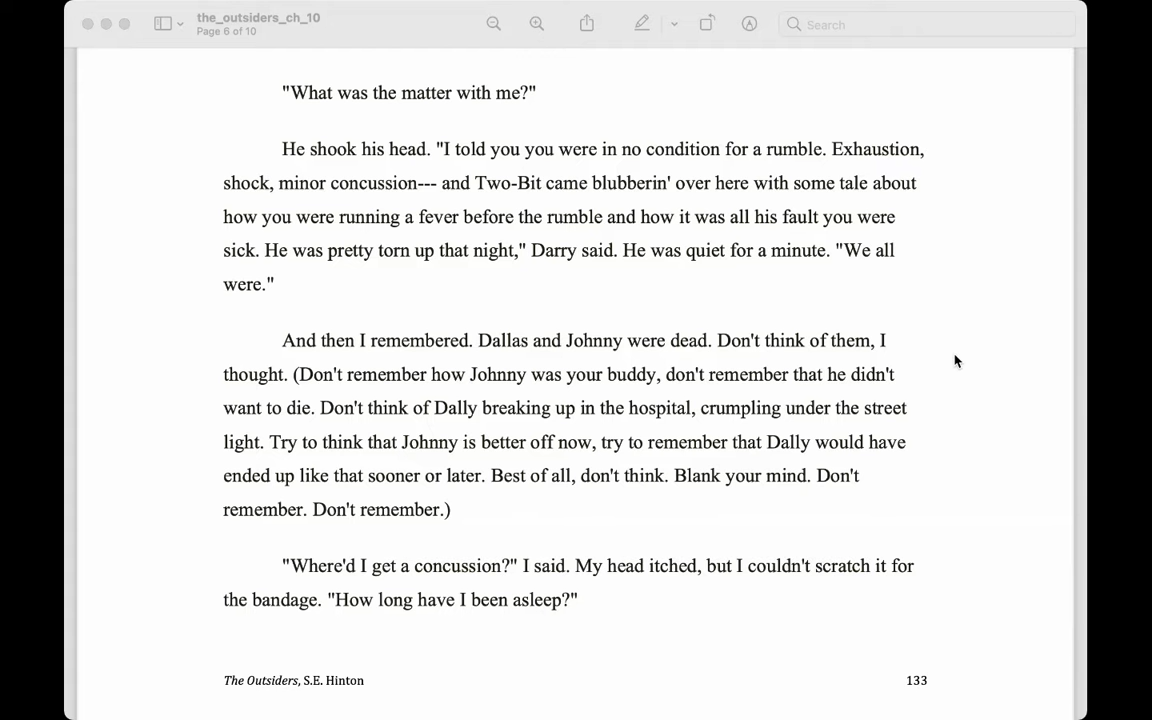 the_outsiders_ch_10
Page 6 of 10
Search
"What was the matter with me?"
He shook his head. "I told you you were in no condition for a rumble. Exhaustion,
shock, minor concussion--- and Two-Bit came blubberin' over here with some tale about
how you were running a fever before the rumble and how it was all his fault you were
sick. He was pretty torn up that night," Darry said. He was quiet for a minute. "We all
were."
And then I remembered. Dallas and Johnny were dead. Don't think of them, I
thought. (Don't remember how Johnny was your buddy, don't remember that he didn't
want to die. Don't think of Dally breaking up in the hospital, crumpling under the street
light. Try to think that Johnny is better off now, try to remember that Dally would have
ended up like that sooner or later. Best of all, don't think. Blank your mind. Don't
remember. Don't remember.)
"Where'd I get a concussion?" I said. My head itched, but I couldn't scratch it for
the bandage. "How long have I been asleep?"
The Outsiders, S.E. Hinton 133